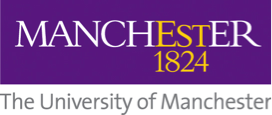 MANCHESTER
1824
The University of Manchester